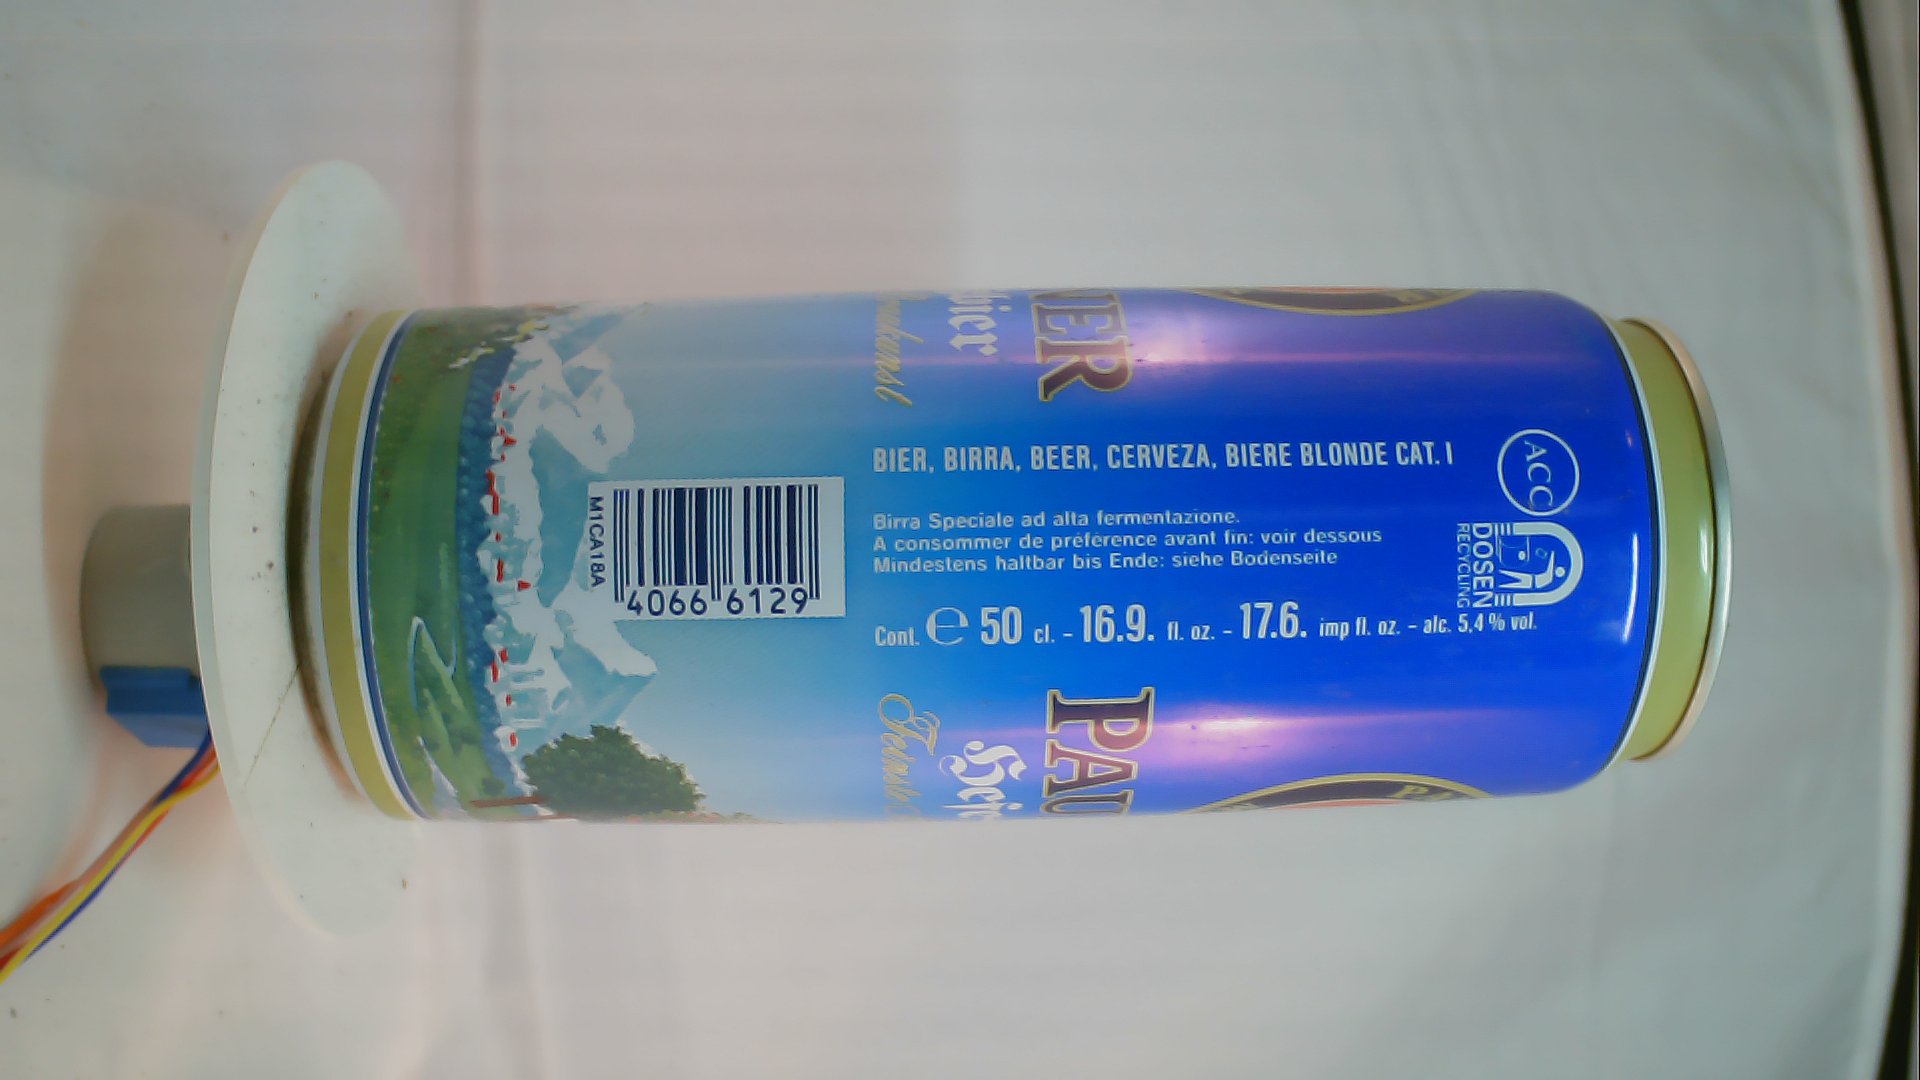 NER
BIER, BIRRA, BEER, CERVEZA, BIERE BLONDE CAT. I
ACC
Birra Speciale ad alta fermentazione.
A consommer de préférence avant fin: voir dessous
Mindestens haltbar bis Ende: siehe Bodenseite
DOSEN
RECYCLING
Cont. ℮ 50 cl. - 16.9. fl. oz. - 17.6. imp fl. oz. - alc. 5,4 % vol.
M1CA18A
4066 6129
PAU